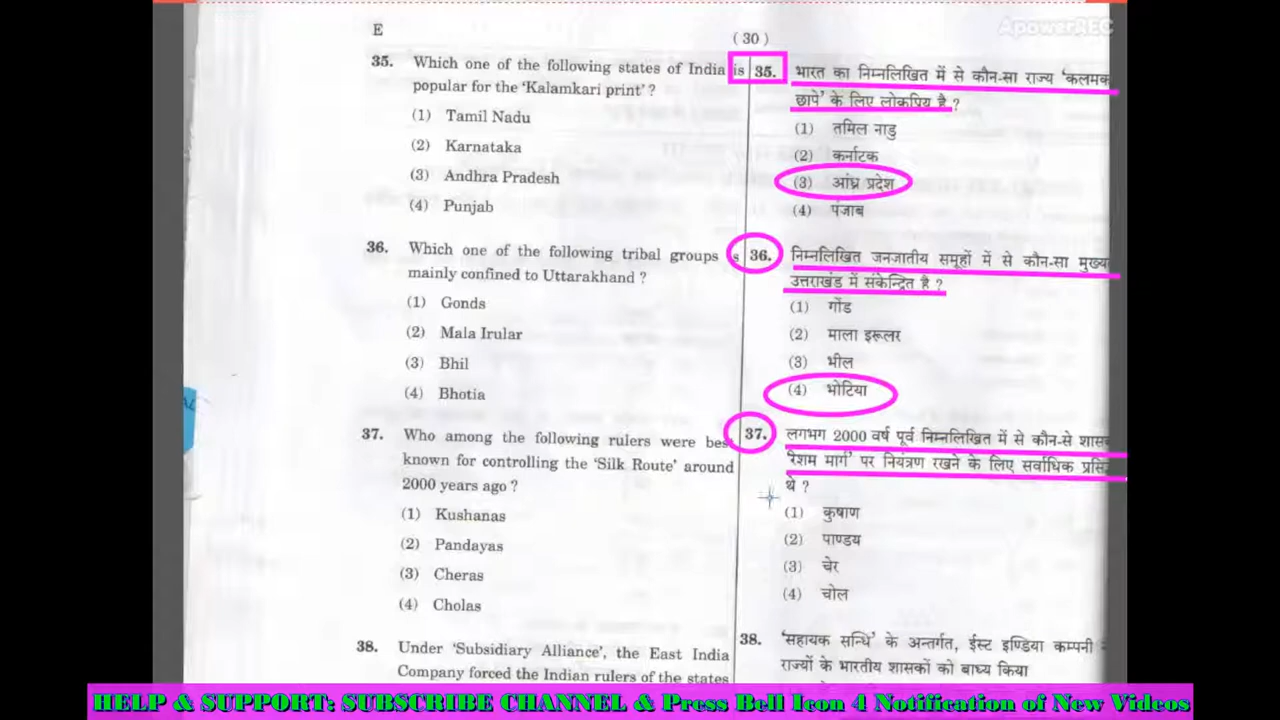 ApowerREC
E
(30)
35. Which one of the following states of India is
popular for the 'Kalamkari print' ?
(1) Tamil Nadu
(2) Karnataka
(3) Andhra Pradesh
(4) Punjab
36. Which one of the following tribal groups
mainly confined to Uttarakhand ?
(1) Gonds
(2) Mala Irular
(3) Bhil
(4) Bhotia
37. Who among the following rulers were bes
known for controlling the 'Silk Route' around
2000 years ago ?
(1) Kushanas
(2) Pandayas
(3) Cheras
(4) Cholas
38. Under 'Subsidiary Alliance', the East India
Company forced the Indian rulers of the states
35. भारत का निम्नलिखित में से कौन-सा राज्य 'कलमक
छापे' के लिए लोकप्रिय है ?
(1) तमिल नाडु
(2) कर्नाटक
(3) आंध्र प्रदेश
(4) पंजाब
36. निम्नलिखित जनजातीय समूहों में से कौन-सा मुख्य
उत्तराखंड में संकेन्द्रित है ?
(1) गोंड
(2) माला इरूलर
(3) भील
(4) भोटिया
37. लगभग 2000 वर्ष पूर्व निम्नलिखित में से कौन-से शास
'रेशम मार्ग' पर नियंत्रण रखने के लिए सर्वाधिक प्रसि
थे ?
(1) कुषाण
(2) पाण्डय
(3) चेर
(4) चोल
38. 'सहायक सन्धि' के अन्तर्गत, ईस्ट इण्डिया कम्पनी
राज्यों के भारतीय शासकों को बाध्य किया
HELP & SUPPORT: SUBSCRIBE CHANNEL & Press Bell Icon 4 Notification of New Videos